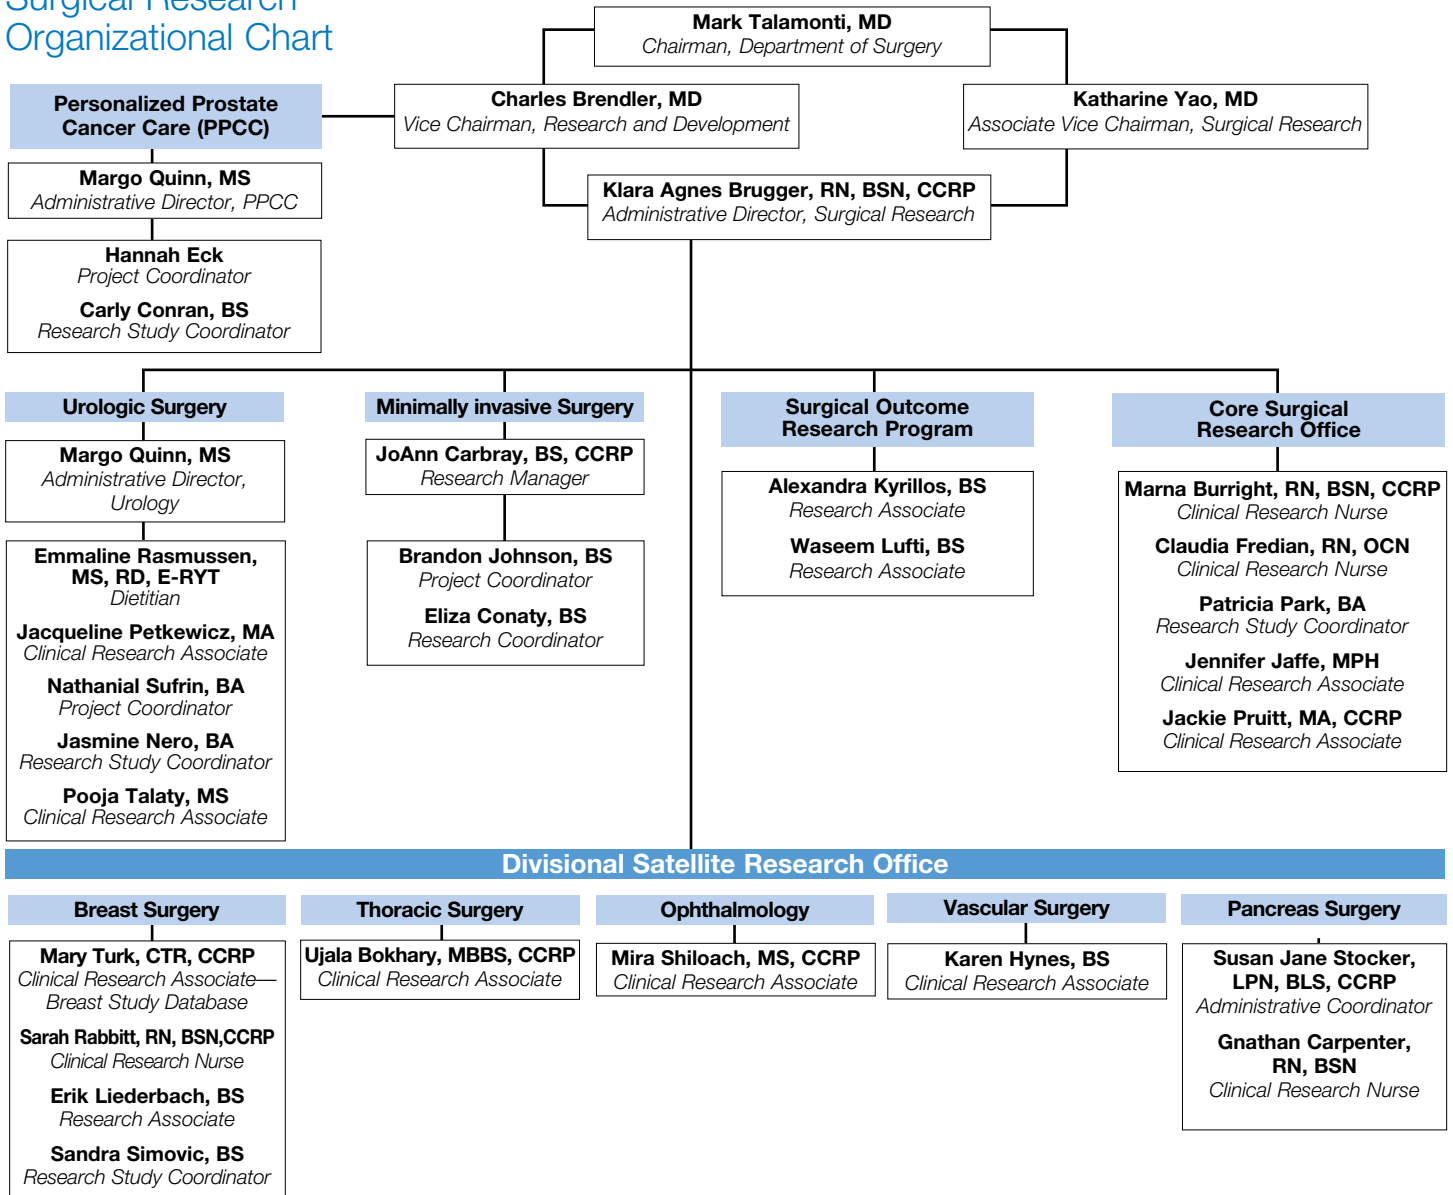 Surgical Research
Organizational Chart
Mark Talamonti, MD
Chairman, Department of Surgery
Charles Brendler, MD
Vice Chairman, Research and Development
Katharine Yao, MD
Associate Vice Chairman, Surgical Research
Klara Agnes Brugger, RN, BSN, CCRP
Administrative Director, Surgical Research
Personalized Prostate
Cancer Care (PPCC)
Margo Quinn, MS
Administrative Director, PPCC
Hannah Eck
Project Coordinator
Carly Conran, BS
Research Study Coordinator
Urologic Surgery
Margo Quinn, MS
Administrative Director,
Urology
Emmaline Rasmussen,
MS, RD, E-RYT
Dietitian
Jacqueline Petkewicz, MA
Clinical Research Associate
Nathanial Sufrin, BA
Project Coordinator
Jasmine Nero, BA
Research Study Coordinator
Pooja Talaty, MS
Clinical Research Associate
Minimally invasive Surgery
JoAnn Carbray, BS, CCRP
Research Manager
Brandon Johnson, BS
Project Coordinator
Eliza Conaty, BS
Research Coordinator
Surgical Outcome
Research Program
Alexandra Kyrillos, BS
Research Associate
Waseem Lufti, BS
Research Associate
Core Surgical
Research Office
Marna Burright, RN, BSN, CCRP
Clinical Research Nurse
Claudia Fredian, RN, OCN
Clinical Research Nurse
Patricia Park, BA
Research Study Coordinator
Jennifer Jaffe, MPH
Clinical Research Associate
Jackie Pruitt, MA, CCRP
Clinical Research Associate
Divisional Satellite Research Office
Breast Surgery
Mary Turk, CTR, CCRP
Clinical Research Associate—
Breast Study Database
Sarah Rabbitt, RN, BSN,CCRP
Clinical Research Nurse
Erik Liederbach, BS
Research Associate
Sandra Simovic, BS
Research Study Coordinator
Thoracic Surgery
Ujala Bokhary, MBBS, CCRP
Clinical Research Associate
Ophthalmology
Mira Shiloach, MS, CCRP
Clinical Research Associate
Vascular Surgery
Karen Hynes, BS
Clinical Research Associate
Pancreas Surgery
Susan Jane Stocker,
LPN, BLS, CCRP
Administrative Coordinator
Gnathan Carpenter,
RN, BSN
Clinical Research Nurse